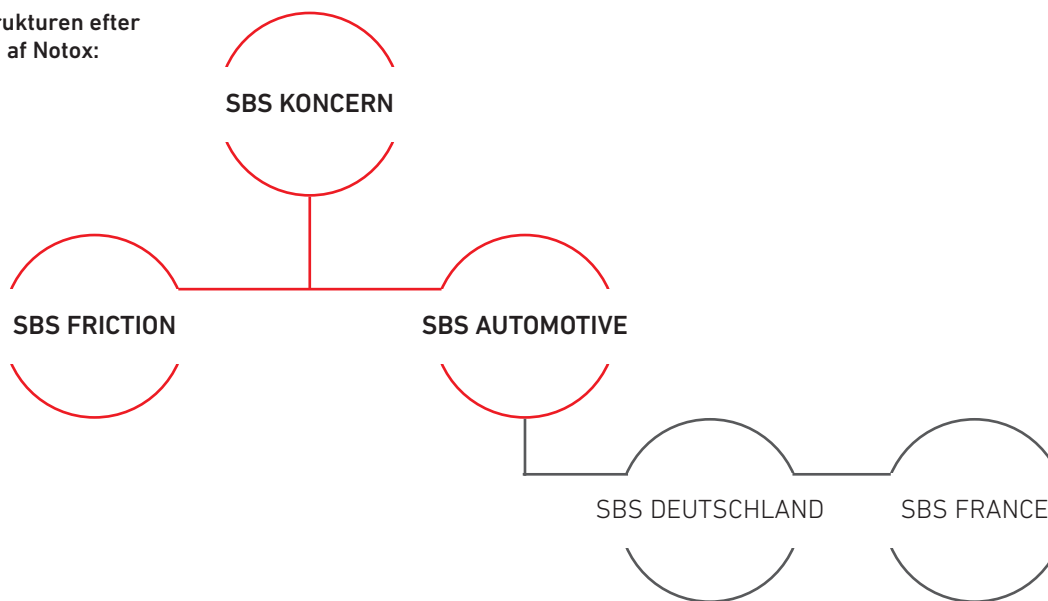 af Notox:
SBS KONCERN
SBS FRICTION
SBS AUTOMOTIVE
SBS DEUTSCHLAND
SBS FRANCE